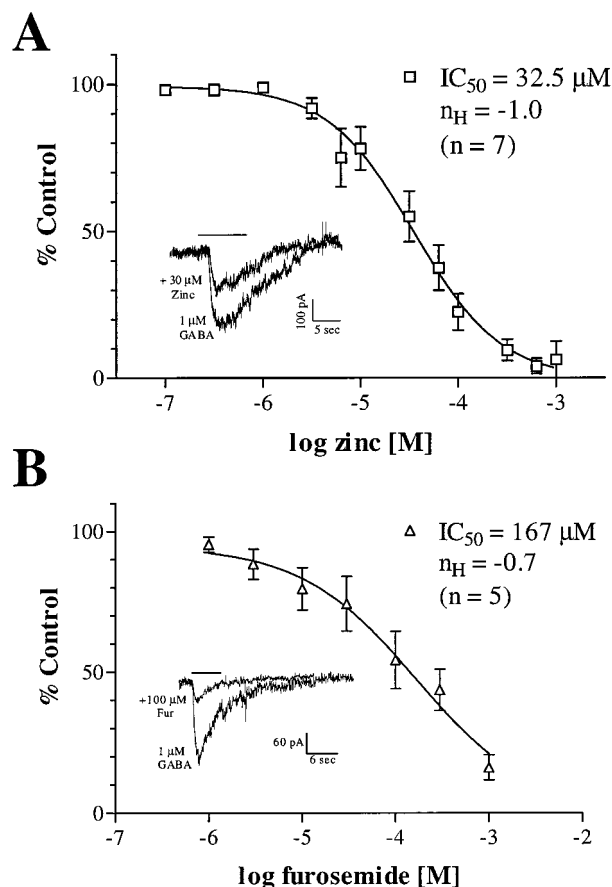 A
% Control
100
50
0
IC50 = 32.5 µM
nH = -1.0
(n = 7)
+ 30 µM
Zinc
1 µM
GABA
100 pA
5 sec
-7
-6
-5
-4
-3
log zinc [M]
B
% Control
100
50
0
IC50 = 167 µM
nH = -0.7
(n = 5)
+100 µM
Fur
1 µM
GABA
60 pA
6 sec
-7
-6
-5
-4
-3
-2
log furosemide [M]